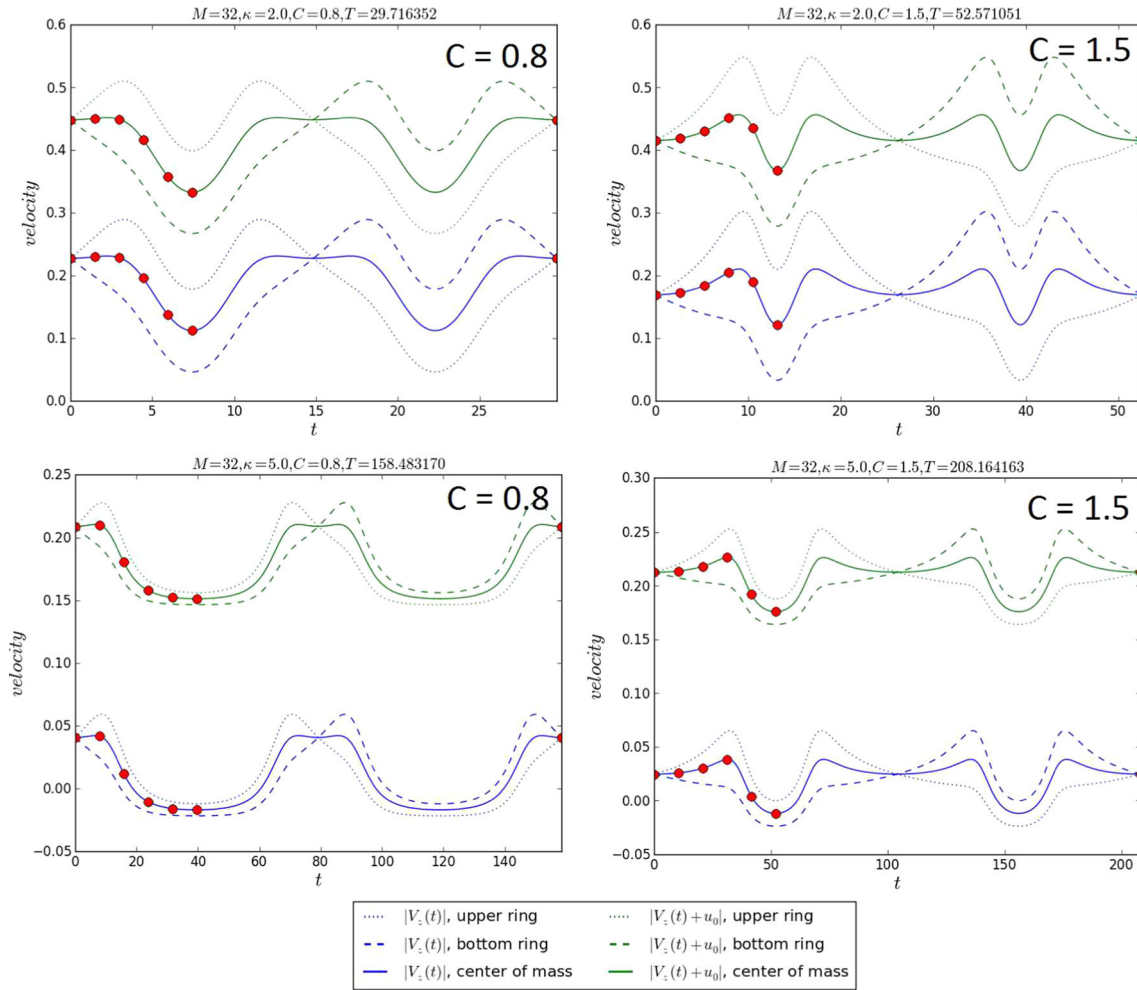 M=32,κ=2.0,C=0.8,T=29.716352
C = 0.8
velocity
0.6
0.5
0.4
0.3
0.2
0.1
0.0
0 5 10 15 20 25
t
M=32,κ=2.0,C=1.5,T=52.571051
C = 1.5
velocity
0.6
0.5
0.4
0.3
0.2
0.1
0.0
0 10 20 30 40 50
t
M=32,κ=5.0,C=0.8,T=158.483170
C = 0.8
velocity
0.25
0.20
0.15
0.10
0.05
0.00
−0.05
0 20 40 60 80 100 120 140
t
M=32,κ=5.0,C=1.5,T=208.164163
C = 1.5
velocity
0.30
0.25
0.20
0.15
0.10
0.05
0.00
−0.05
0 50 100 150 200
t
|V_z(t)|, upper ring
|V_z(t)|, bottom ring
|V_z(t)|, center of mass
|V_z(t)+u_0|, upper ring
|V_z(t)+u_0|, bottom ring
|V_z(t)+u_0|, center of mass